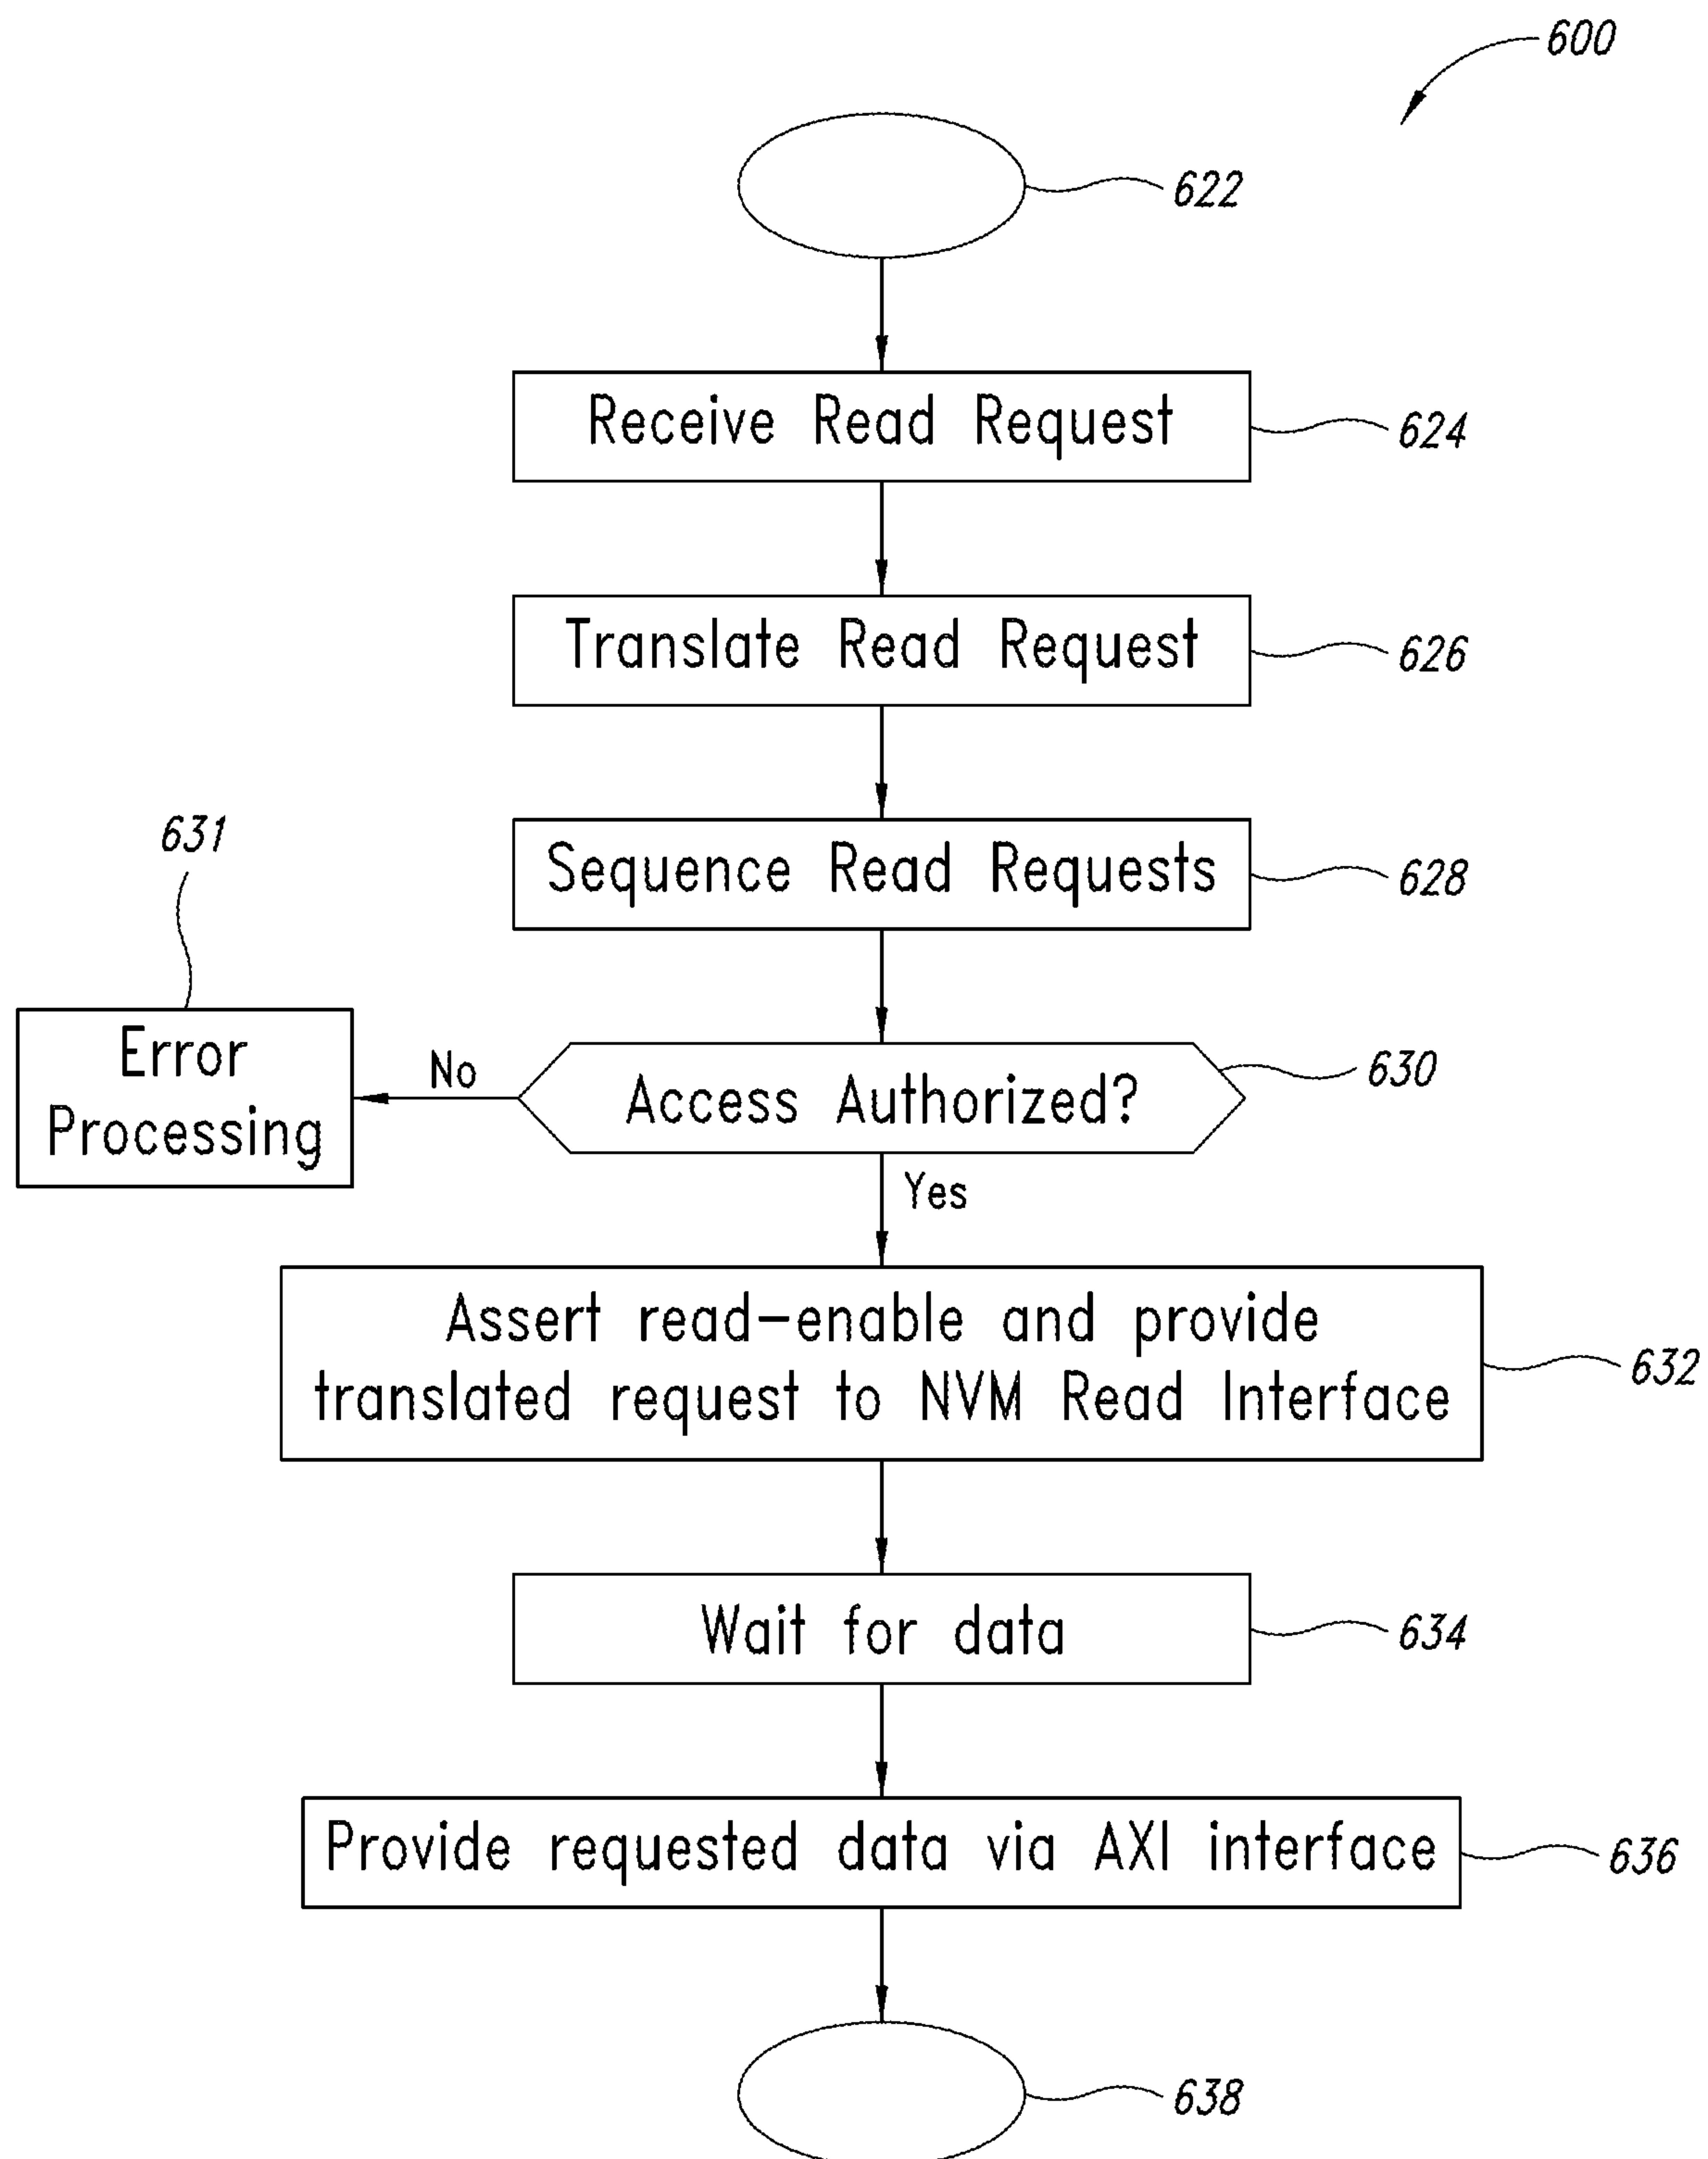 600
622
Receive Read Request
624
Translate Read Request
626
Sequence Read Requests
628
631
Error
Processing
No
Access Authorized?
630
Yes
Assert read-enable and provide
translated request to NVM Read Interface
632
Wait for data
634
Provide requested data via AXI interface
636
638